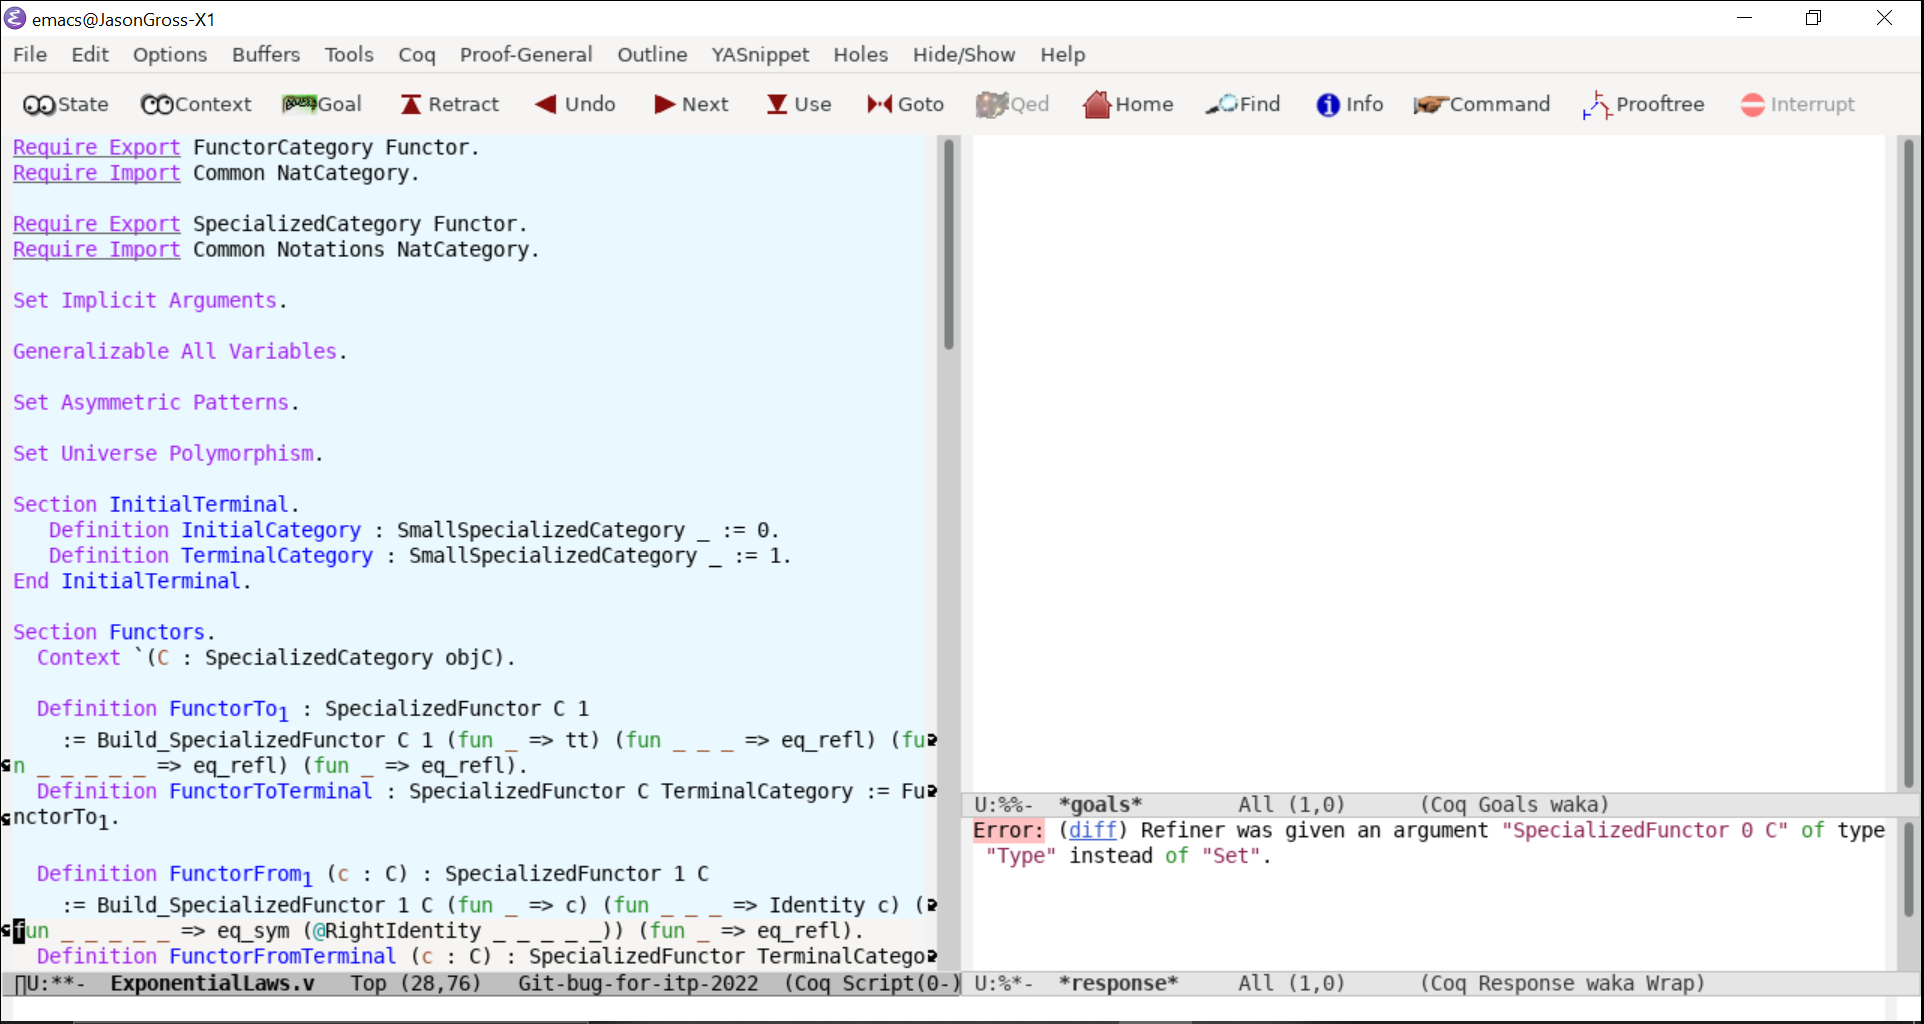 emacs@JasonGross-X1
File Edit Options Buffers Tools Coq Proof-General Outline YASnippet Holes Hide/Show Help
State Context Goal Retract Undo Next Use Goto Qed Home Find Info Command Prooftree Interrupt
Require Export FunctorCategory Functor.
Require Import Common NatCategory.
Require Export SpecializedCategory Functor.
Require Import Common Notations NatCategory.
Set Implicit Arguments.
Generalizable All Variables.
Set Asymmetric Patterns.
Set Universe Polymorphism.
Section InitialTerminal.
   Definition InitialCategory : SmallSpecializedCategory _ := 0.
   Definition TerminalCategory : SmallSpecializedCategory _ := 1.
End InitialTerminal.
Section Functors.
  Context `(C : SpecializedCategory objC).
  Definition FunctorTo₁ : SpecializedFunctor C 1
    := Build_SpecializedFunctor C 1 (fun _ => tt) (fun _ _ _ => eq_refl) (fu
n _ _ _ _ _ => eq_refl) (fun _ => eq_refl).
  Definition FunctorToTerminal : SpecializedFunctor C TerminalCategory := Fu
nctorTo₁.
  Definition FunctorFrom₁ (c : C) : SpecializedFunctor 1 C
    := Build_SpecializedFunctor 1 C (fun _ => c) (fun _ _ _ => Identity c) (
fun _ _ _ _ _ => eq_sym (@RightIdentity _ _ _ _ _)) (fun _ => eq_refl).
  Definition FunctorFromTerminal (c : C) : SpecializedFunctor TerminalCatego
U:**-  ExponentialLaws.v   Top (28,76)   Git-bug-for-itp-2022  (Coq Script(0-)
U:%%-  *goals*        All (1,0)      (Coq Goals waka)
Error: (diff) Refiner was given an argument "SpecializedFunctor 0 C" of type
 "Type" instead of "Set".
U:%*-  *response*     All (1,0)      (Coq Response waka Wrap)